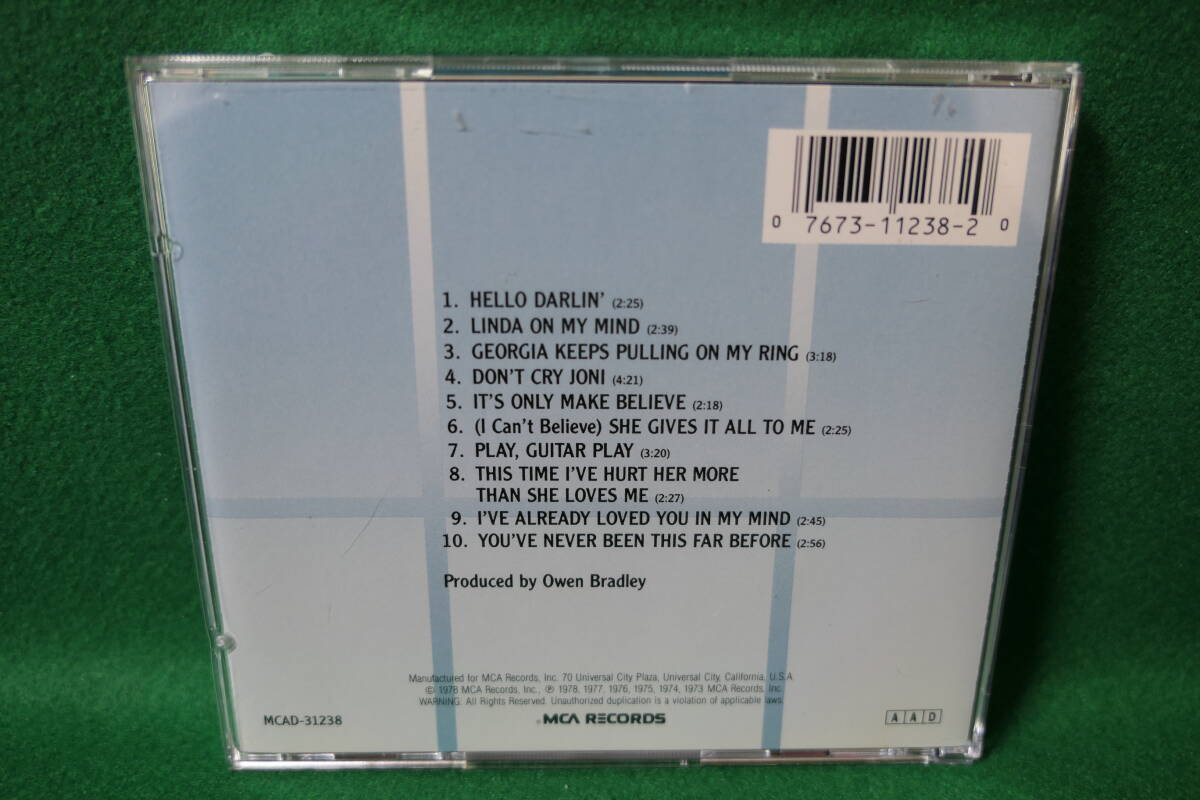 0 7673-11238-2 0
1. HELLO DARLIN' (2:25)
2. LINDA ON MY MIND (2:39)
3. GEORGIA KEEPS PULLING ON MY RING (3:18)
4. DON'T CRY JONI (4:21)
5. IT'S ONLY MAKE BELIEVE (2:18)
6. (I Can't Believe) SHE GIVES IT ALL TO ME (2:25)
7. PLAY, GUITAR PLAY (3:20)
8. THIS TIME I'VE HURT HER MORE
THAN SHE LOVES ME (2:27)
9. I'VE ALREADY LOVED YOU IN MY MIND (2:45)
10. YOU'VE NEVER BEEN THIS FAR BEFORE (2:56)
Produced by Owen Bradley
Manufactured for MCA Records, Inc. 70 Universal City Plaza, Universal City, California, U.S.A.
© 1978 MCA Records, Inc., ℗ 1978, 1977, 1976, 1975, 1974, 1973 MCA Records, Inc.
WARNING: All Rights Reserved. Unauthorized duplication is a violation of applicable laws.
MCAD-31238
MCA RECORDS
A A D